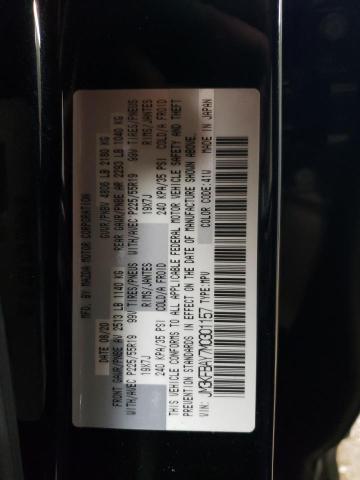 MFD. BY MAZDA MOTOR CORPORATION
DATE 08/20 GVWR/PNBV 4806 LB 2180 KG
FRONT GAWR/PNBE AV 2513 LB 1140 KG REAR GAWR/PNBE AR 2293 LB 1040 KG
WITH/AVEC P225/55R19 99V TIRES/PNEUS WITH/AVEC P225/55R19 99V TIRES/PNEUS
19X7J RIMS/JANTES 19X7J RIMS/JANTES
240 KPA/35 PSI COLD/A FROID 240 KPA/35 PSI COLD/A FROID
THIS VEHICLE CONFORMS TO ALL APPLICABLE FEDERAL MOTOR VEHICLE SAFETY AND THEFT
PREVENTION STANDARDS IN EFFECT ON THE DATE OF MANUFACTURE SHOWN ABOVE.
VIN: JM3KFBAY7M0301157 TYPE:MPV COLOR CODE:41W MADE IN JAPAN